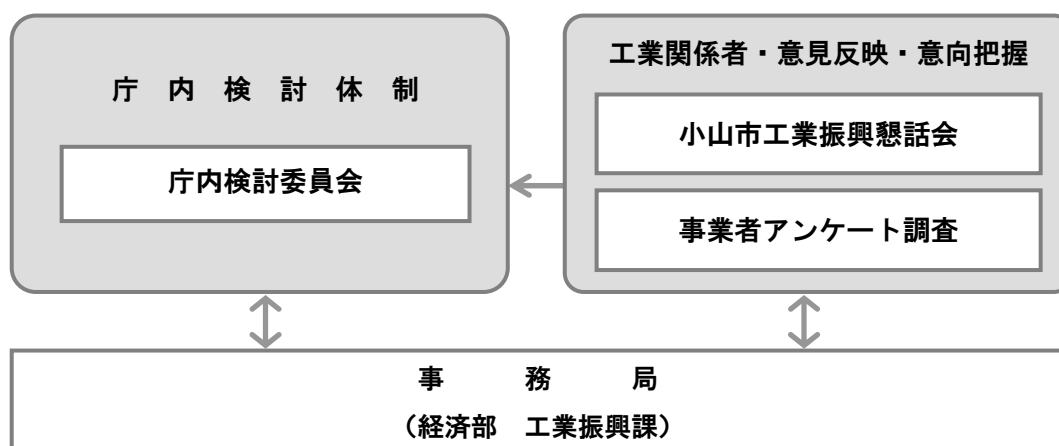 庁 内 検 討 体 制
庁内検討委員会
工業関係者・意見反映・意向把握
小山市工業振興懇話会
事業者アンケート調査
事 務 局
（経済部 工業振興課）